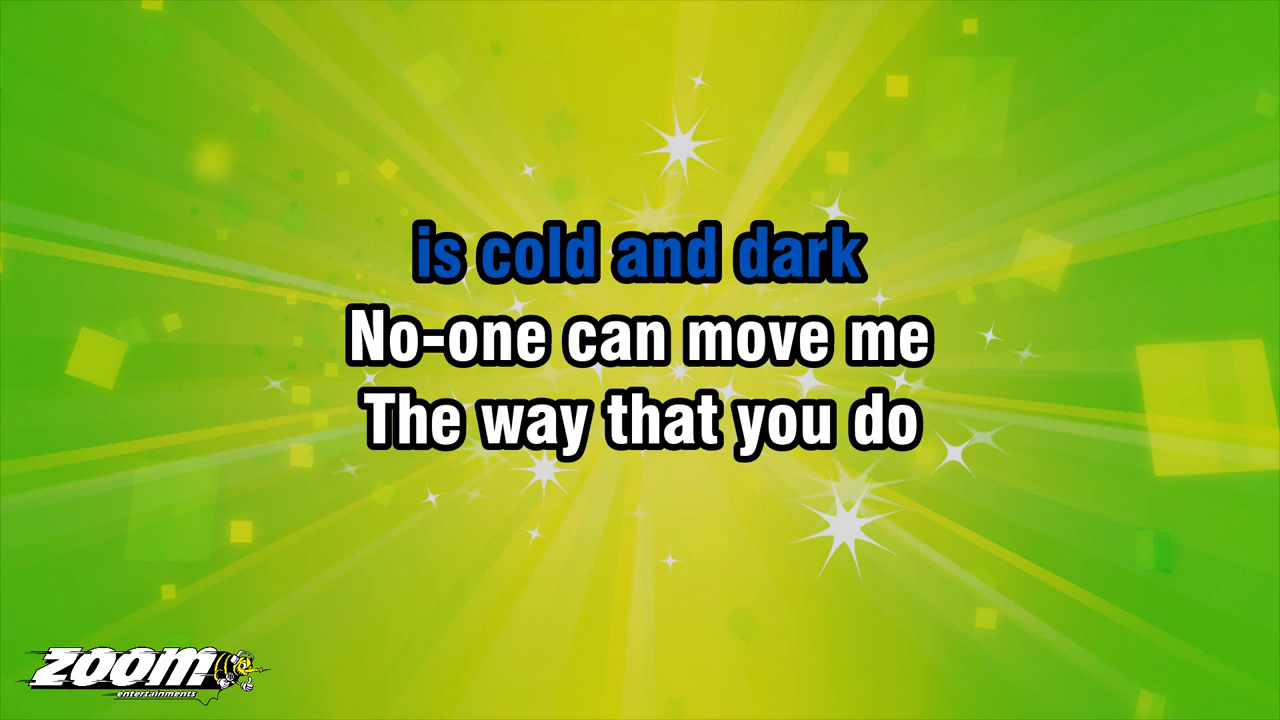 is cold and dark
No-one can move me
The way that you do
zoom
entertainments